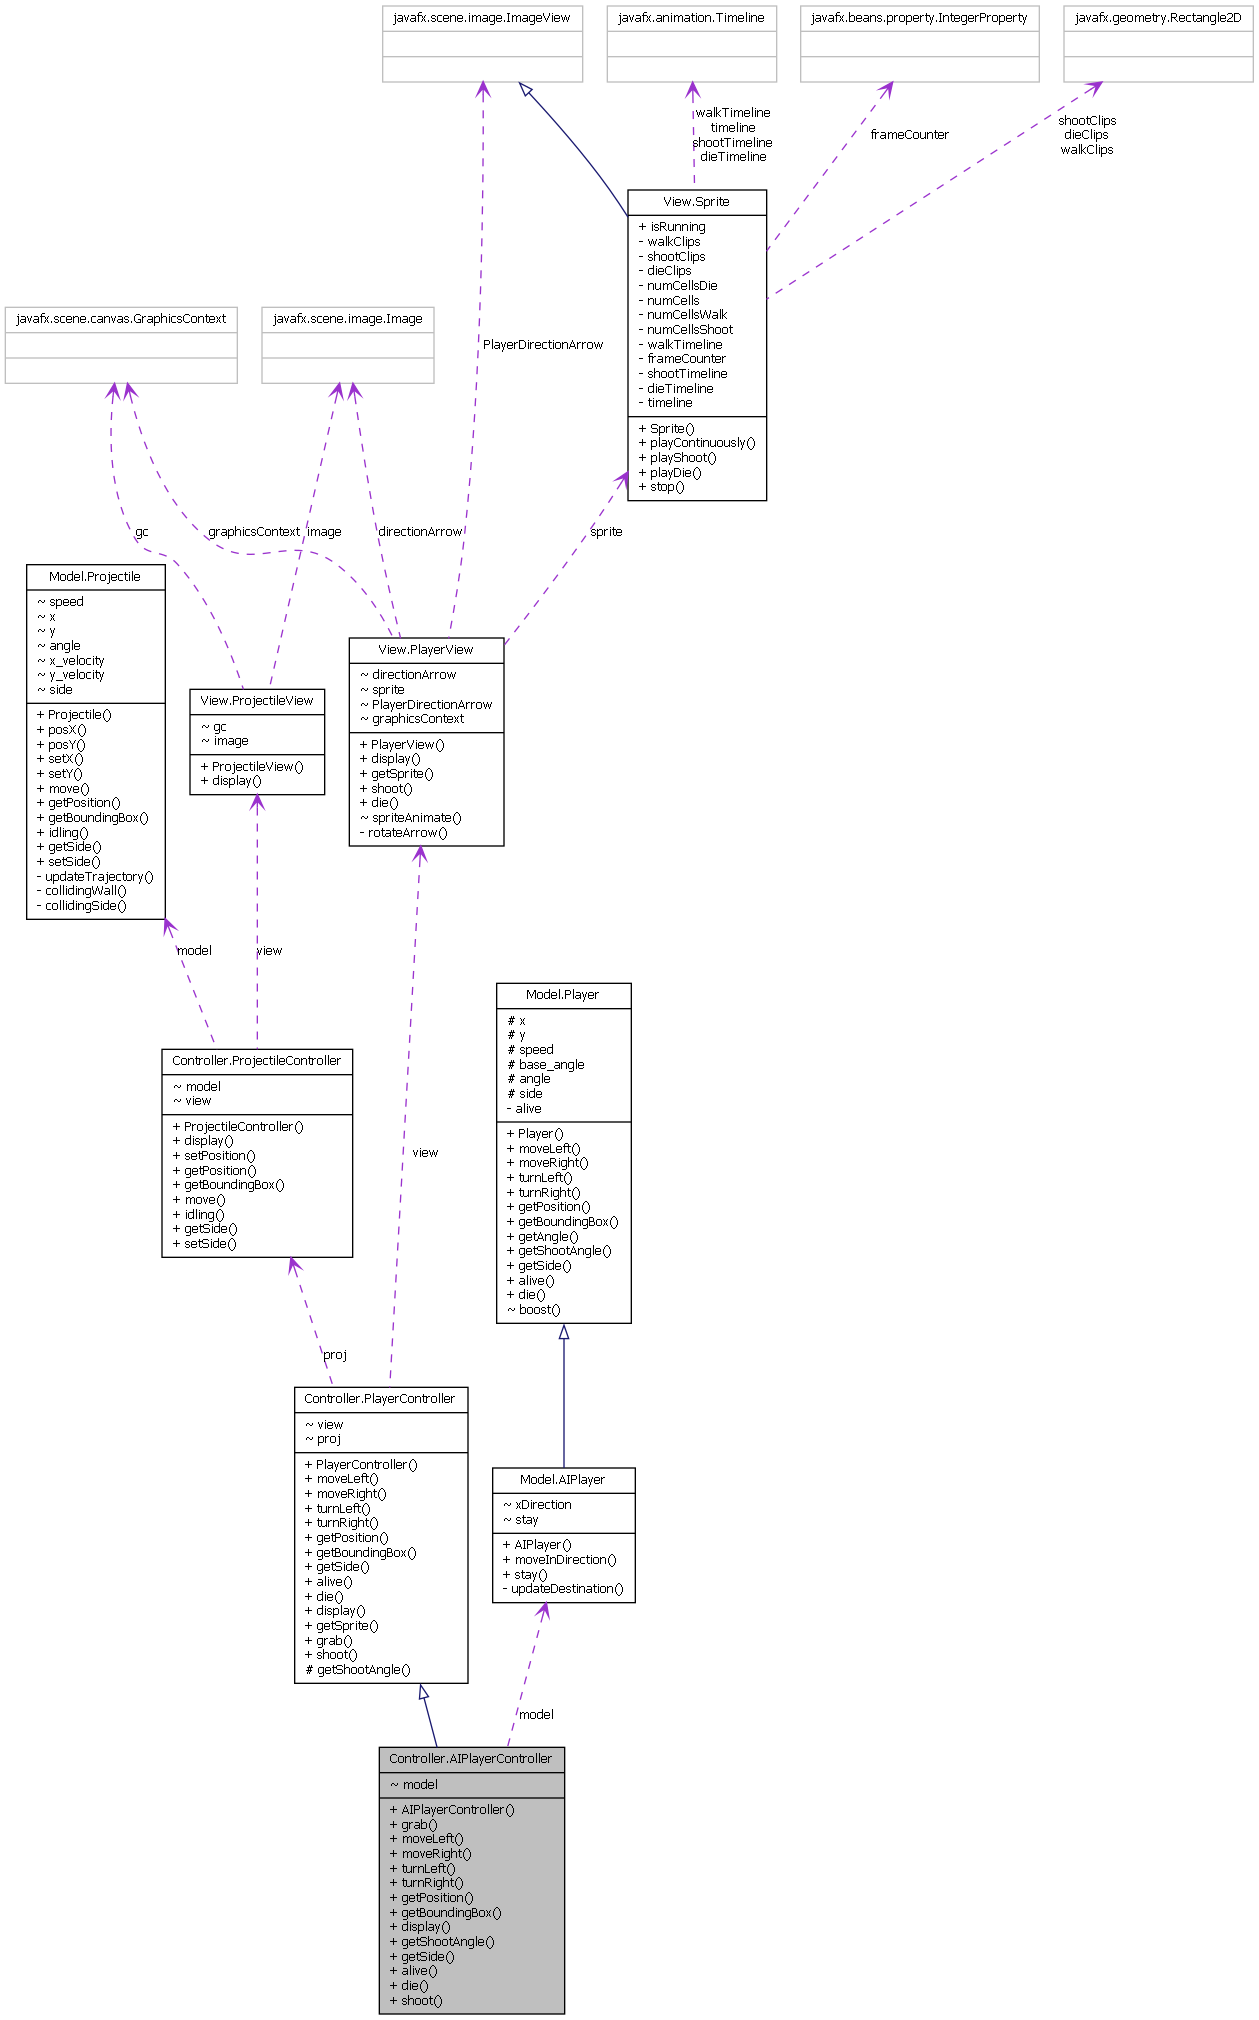 javafx.scene.image.ImageView
javafx.animation.Timeline
javafx.beans.property.IntegerProperty
javafx.geometry.Rectangle2D
walkTimeline
timeline
shootTimeline
dieTimeline
frameCounter
shootClips
dieClips
walkClips
View.Sprite
+ isRunning
- walkClips
- shootClips
- dieClips
- numCellsDie
- numCells
- numCellsWalk
- numCellsShoot
- walkTimeline
- frameCounter
- shootTimeline
- dieTimeline
- timeline
+ Sprite()
+ playContinuously()
+ playShoot()
+ playDie()
+ stop()
javafx.scene.canvas.GraphicsContext
javafx.scene.image.Image
PlayerDirectionArrow
gc
graphicsContext
image
directionArrow
sprite
Model.Projectile
~ speed
~ x
~ y
~ angle
~ x_velocity
~ y_velocity
~ side
+ Projectile()
+ posX()
+ posY()
+ setX()
+ setY()
+ move()
+ getPosition()
+ getBoundingBox()
+ idling()
+ getSide()
+ setSide()
- updateTrajectory()
- collidingWall()
- collidingSide()
View.ProjectileView
~ gc
~ image
+ ProjectileView()
+ display()
View.PlayerView
~ directionArrow
~ sprite
~ PlayerDirectionArrow
~ graphicsContext
+ PlayerView()
+ display()
+ getSprite()
+ shoot()
+ die()
~ spriteAnimate()
- rotateArrow()
model
view
Controller.ProjectileController
~ model
~ view
+ ProjectileController()
+ display()
+ setPosition()
+ getPosition()
+ getBoundingBox()
+ move()
+ idling()
+ getSide()
+ setSide()
view
Model.Player
# x
# y
# speed
# base_angle
# angle
# side
- alive
+ Player()
+ moveLeft()
+ moveRight()
+ turnLeft()
+ turnRight()
+ getPosition()
+ getBoundingBox()
+ getAngle()
+ getShootAngle()
+ getSide()
+ alive()
+ die()
~ boost()
proj
Controller.PlayerController
~ view
~ proj
+ PlayerController()
+ moveLeft()
+ moveRight()
+ turnLeft()
+ turnRight()
+ getPosition()
+ getBoundingBox()
+ getSide()
+ alive()
+ die()
+ display()
+ getSprite()
+ grab()
+ shoot()
# getShootAngle()
Model.AIPlayer
~ xDirection
~ stay
+ AIPlayer()
+ moveInDirection()
+ stay()
- updateDestination()
model
Controller.AIPlayerController
~ model
+ AIPlayerController()
+ grab()
+ moveLeft()
+ moveRight()
+ turnLeft()
+ turnRight()
+ getPosition()
+ getBoundingBox()
+ display()
+ getShootAngle()
+ getSide()
+ alive()
+ die()
+ shoot()